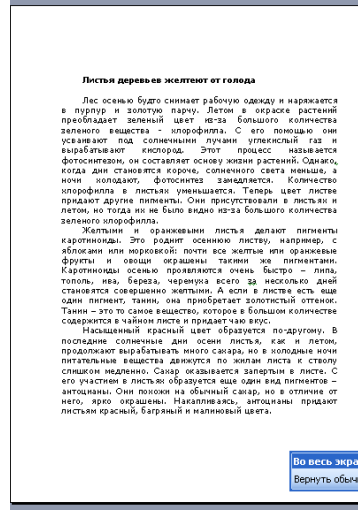 Листья деревьев желтеют от голода
Лес осенью будто снимает рабочую одежду и наряжается
в пурпур и золотую парчу. Летом в окраске растений
преобладает зеленый цвет из-за большого количества
зеленого вещества - хлорофилла. С его помощью они
усваивают под солнечными лучами углекислый газ и
вырабатывают кислород. Этот процесс называется
фотосинтезом, он составляет основу жизни растений. Однако,
когда дни становятся короче, солнечного света меньше, а
ночи холодают, фотосинтез замедляется. Количество
хлорофилла в листьях уменьшается. Теперь цвет листве
придают другие пигменты. Они присутствовали в листьях и
летом, но тогда их не было видно из-за большого количества
зеленого хлорофилла.
Желтыми и оранжевыми листья делают пигменты
каротиноиды. Это роднит осеннюю листву, например, с
яблоками или морковкой: почти все желтые или оранжевые
фрукты и овощи окрашены такими же пигментами.
Каротиноиды осенью проявляются очень быстро – липа,
тополь, ива, береза, черемуха всего за несколько дней
становятся совершенно желтыми. А если в листве есть еще
один пигмент, танин, она приобретает золотистый оттенок.
Танин – это то самое вещество, которое в большом количестве
содержится в чайном листе и придает чаю вкус.
Насыщенный красный цвет образуется по-другому. В
последние солнечные дни осени листья, как и летом,
продолжают вырабатывать много сахара, но в холодные ночи
питательные вещества движутся по жилам листа к стволу
слишком медленно. Сахар оказывается запертым в листе. С
его участием в листьях образуется еще один вид пигментов –
антоцианы. Они похожи на обычный сахар, но в отличие от
него, ярко окрашены. Накапливаясь, антоцианы придают
листьям красный, багряный и малиновый цвета.
Во весь экра
Вернуть обыч